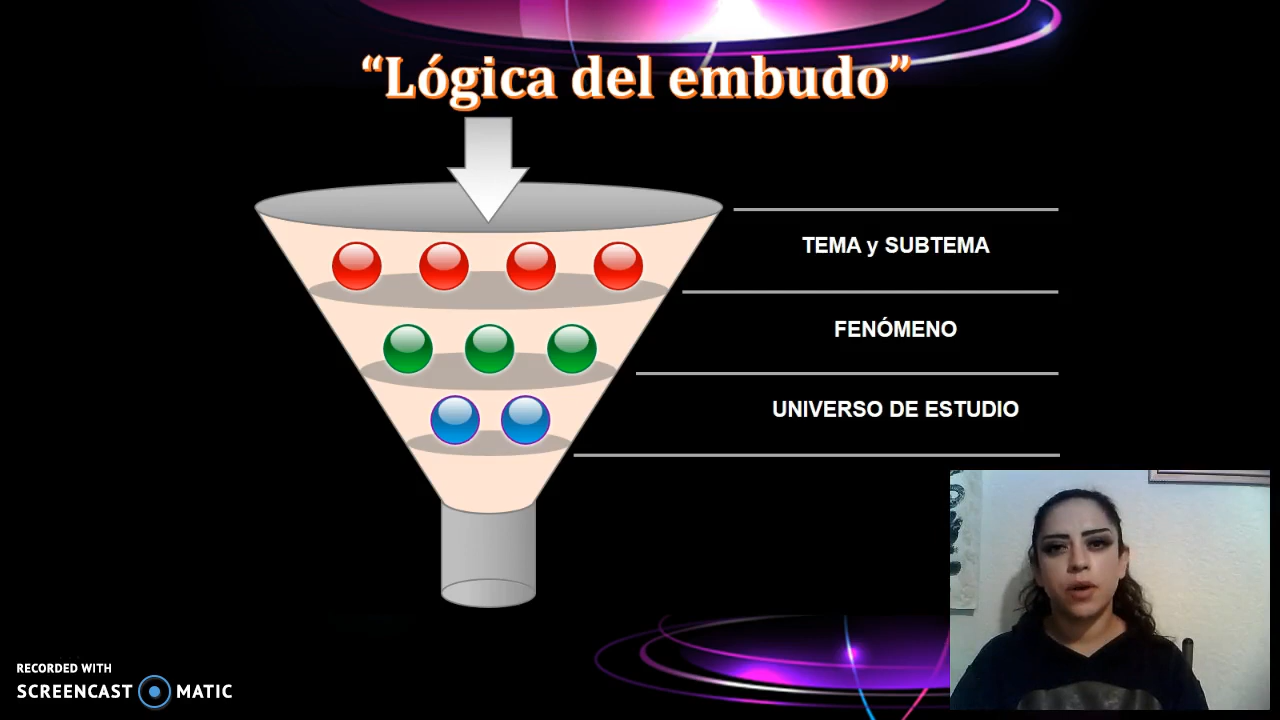 “Lógica del embudo”
TEMA y SUBTEMA
FENÓMENO
UNIVERSO DE ESTUDIO
RECORDED WITH
SCREENCAST MATIC